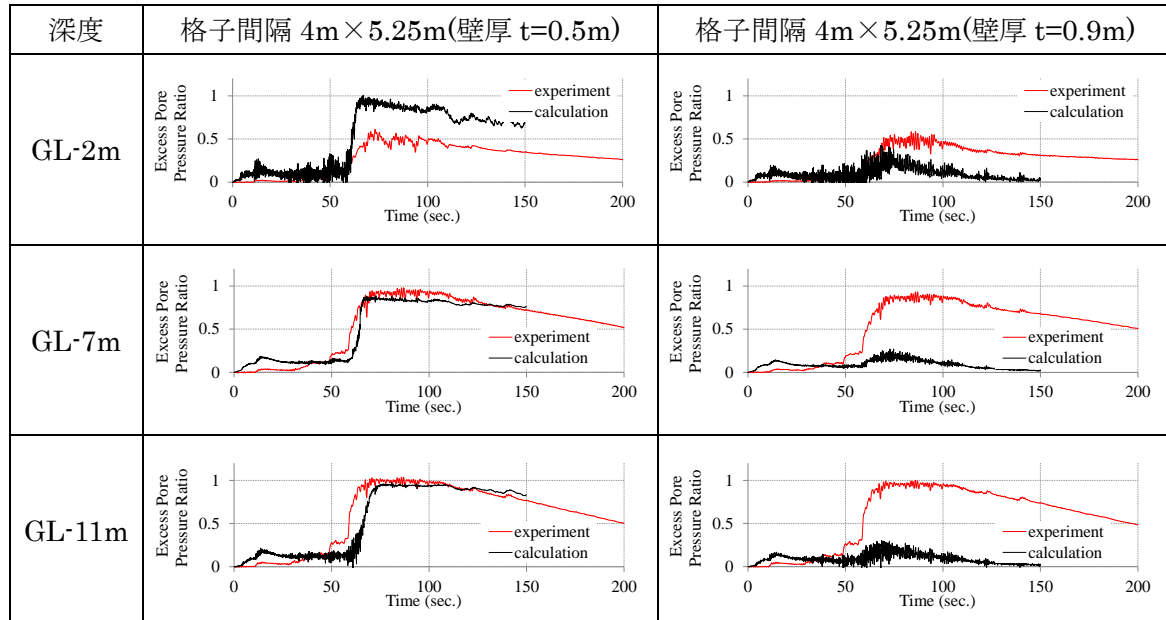 深度 格子間隔 4m×5.25m(壁厚 t=0.5m) 格子間隔 4m×5.25m(壁厚 t=0.9m)
GL-2m
Excess Pore
Pressure Ratio
1
0.5
0
0 50 100 150 200
Time (sec.)
experiment
calculation
Excess Pore
Pressure Ratio
1
0.5
0
0 50 100 150 200
Time (sec.)
experiment
calculation
GL-7m
Excess Pore
Pressure Ratio
1
0.5
0
0 50 100 150 200
Time (sec.)
experiment
calculation
Excess Pore
Pressure Ratio
1
0.5
0
0 50 100 150 200
Time (sec.)
experiment
calculation
GL-11m
Excess Pore
Pressure Ratio
1
0.5
0
0 50 100 150 200
Time (sec.)
experiment
calculation
Excess Pore
Pressure Ratio
1
0.5
0
0 50 100 150 200
Time (sec.)
experiment
calculation